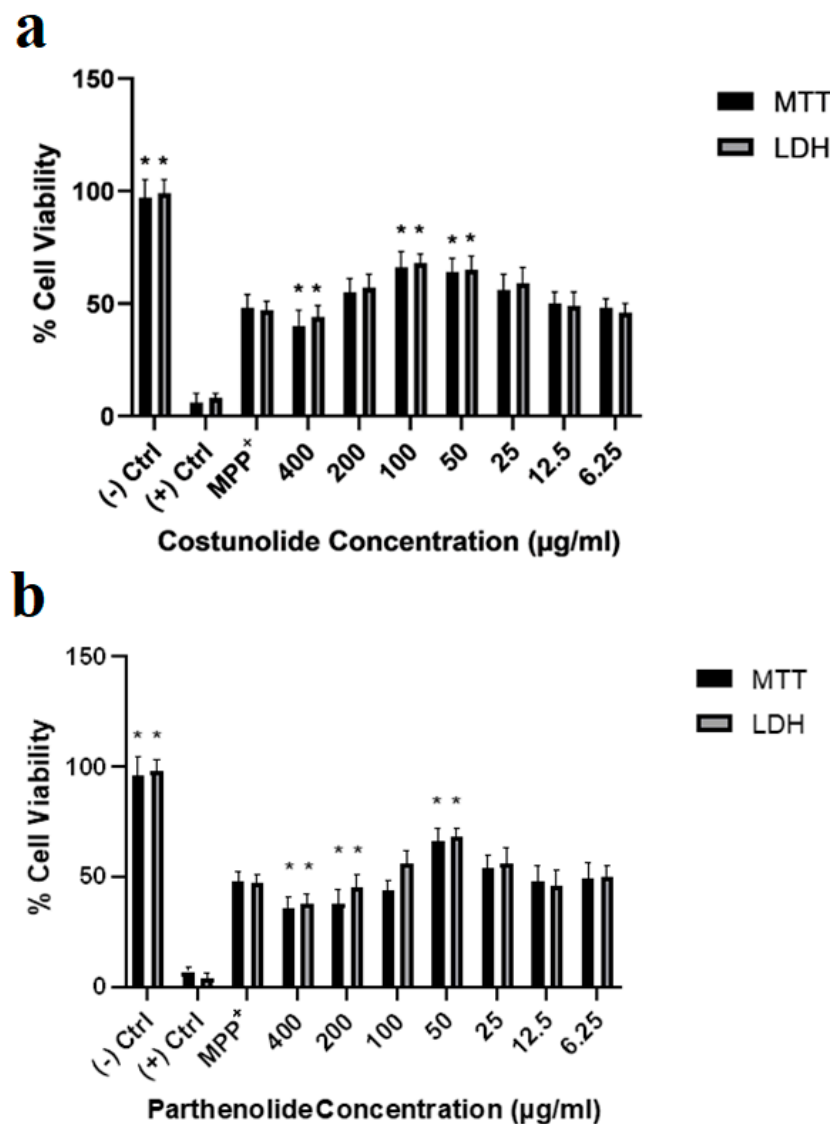 a
150
100
50
0
% Cell Viability
* *
* *
* *
* *
MTT
LDH
(-) Ctrl
(+) Ctrl
MPP⁺
400
200
100
50
25
12.5
6.25
Costunolide Concentration (µg/ml)
b
150
100
50
0
% Cell Viability
* *
* *
* *
* *
MTT
LDH
(-) Ctrl
(+) Ctrl
MPP⁺
400
200
100
50
25
12.5
6.25
ParthenolideConcentration (µg/ml)